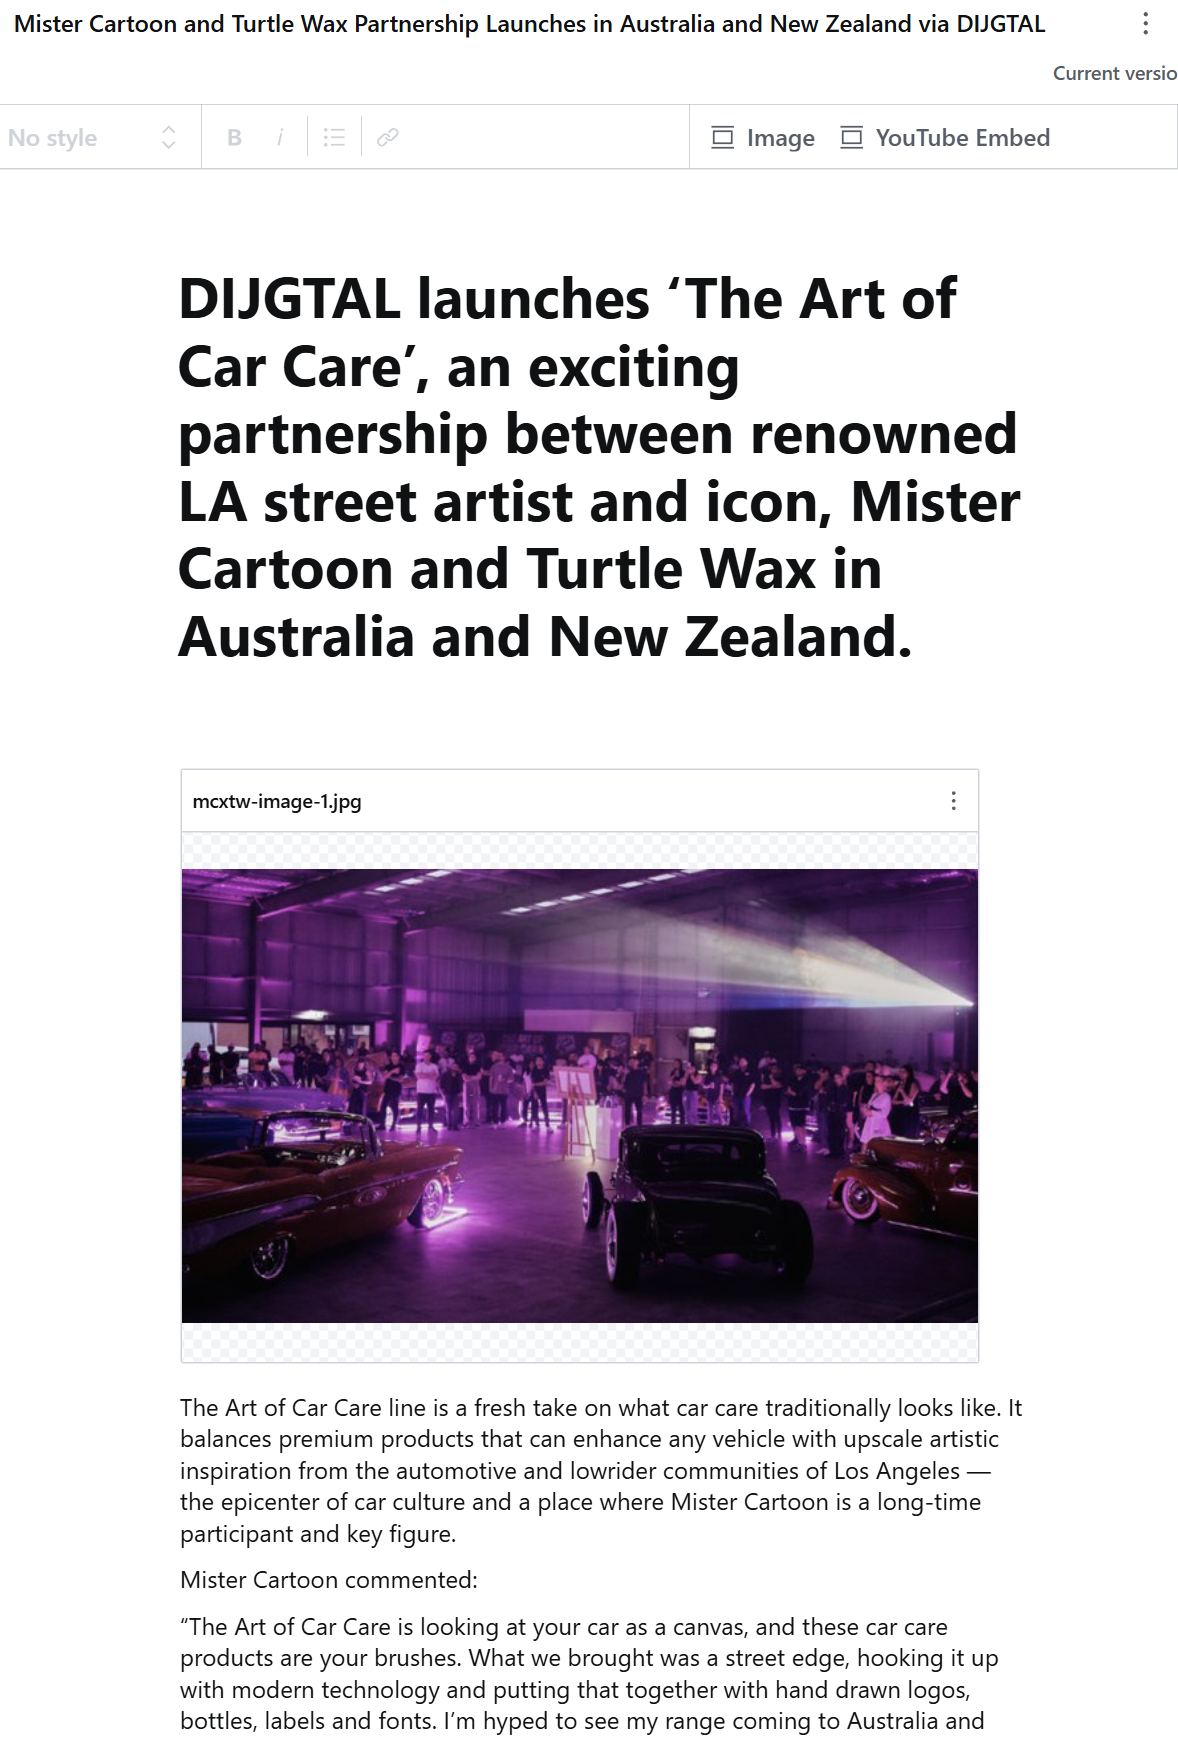 Mister Cartoon and Turtle Wax Partnership Launches in Australia and New Zealand via DIJGTAL
Current versio
No style
B
i
Image
YouTube Embed
DIJGTAL launches ‘The Art of
Car Care’, an exciting
partnership between renowned
LA street artist and icon, Mister
Cartoon and Turtle Wax in
Australia and New Zealand.
mcxtw-image-1.jpg
The Art of Car Care line is a fresh take on what car care traditionally looks like. It
balances premium products that can enhance any vehicle with upscale artistic
inspiration from the automotive and lowrider communities of Los Angeles —
the epicenter of car culture and a place where Mister Cartoon is a long-time
participant and key figure.
Mister Cartoon commented:
“The Art of Car Care is looking at your car as a canvas, and these car care
products are your brushes. What we brought was a street edge, hooking it up
with modern technology and putting that together with hand drawn logos,
bottles, labels and fonts. I’m hyped to see my range coming to Australia and